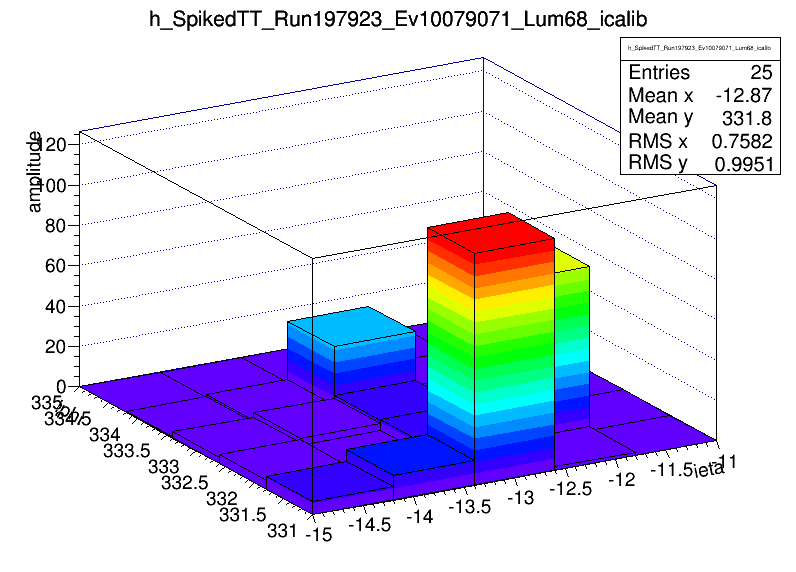 h_SpikedTT_Run197923_Ev10079071_Lum68_icalib
h_SpikedTT_Run197923_Ev10079071_Lum68_icalib
Entries 25
Mean x -12.87
Mean y 331.8
RMS x 0.7582
RMS y 0.9951
amplitude
120
100
80
60
40
20
0
335
334.5
334
333.5
333
332.5
332
331.5
331
-15
-14.5
-14
-13.5
-13
-12.5
-12
-11.5
-11
ieta